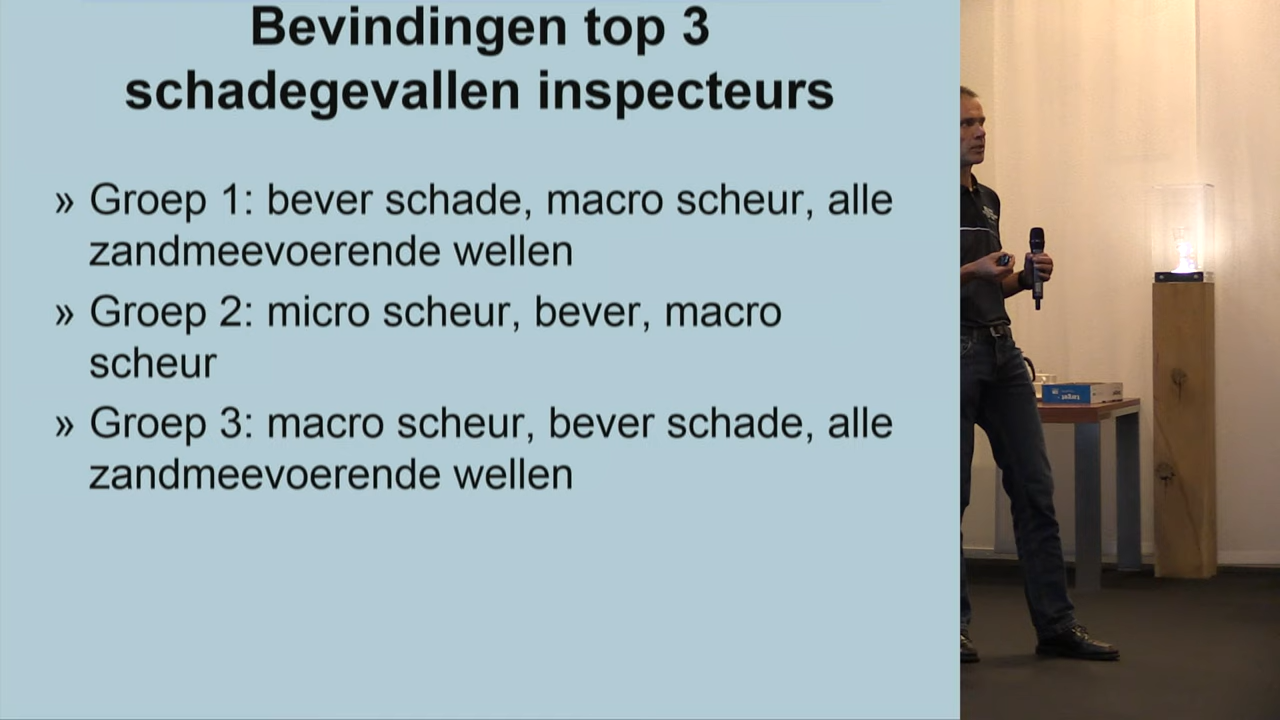 Bevindingen top 3
schadegevallen inspecteurs
» Groep 1: bever schade, macro scheur, alle
zandmeevoerende wellen
» Groep 2: micro scheur, bever, macro
scheur
» Groep 3: macro scheur, bever schade, alle
zandmeevoerende wellen